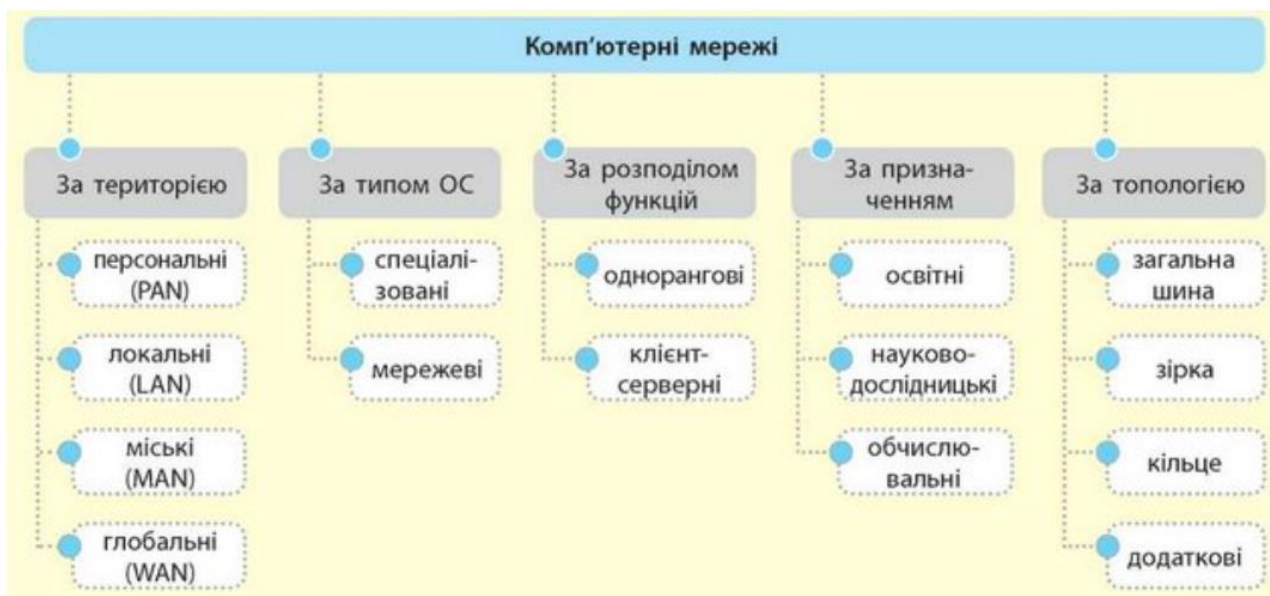 Комп'ютерні мережі
За територією
персональні
(PAN)
локальні
(LAN)
міські
(MAN)
глобальні
(WAN)
За типом ОС
спеціалі-
зовані
мережеві
За розподілом
функцій
однорангові
клієнт-
серверні
За призна-
ченням
освітні
науково-
дослідницькі
обчислю-
вальні
За топологією
загальна
шина
зірка
кільце
додаткові